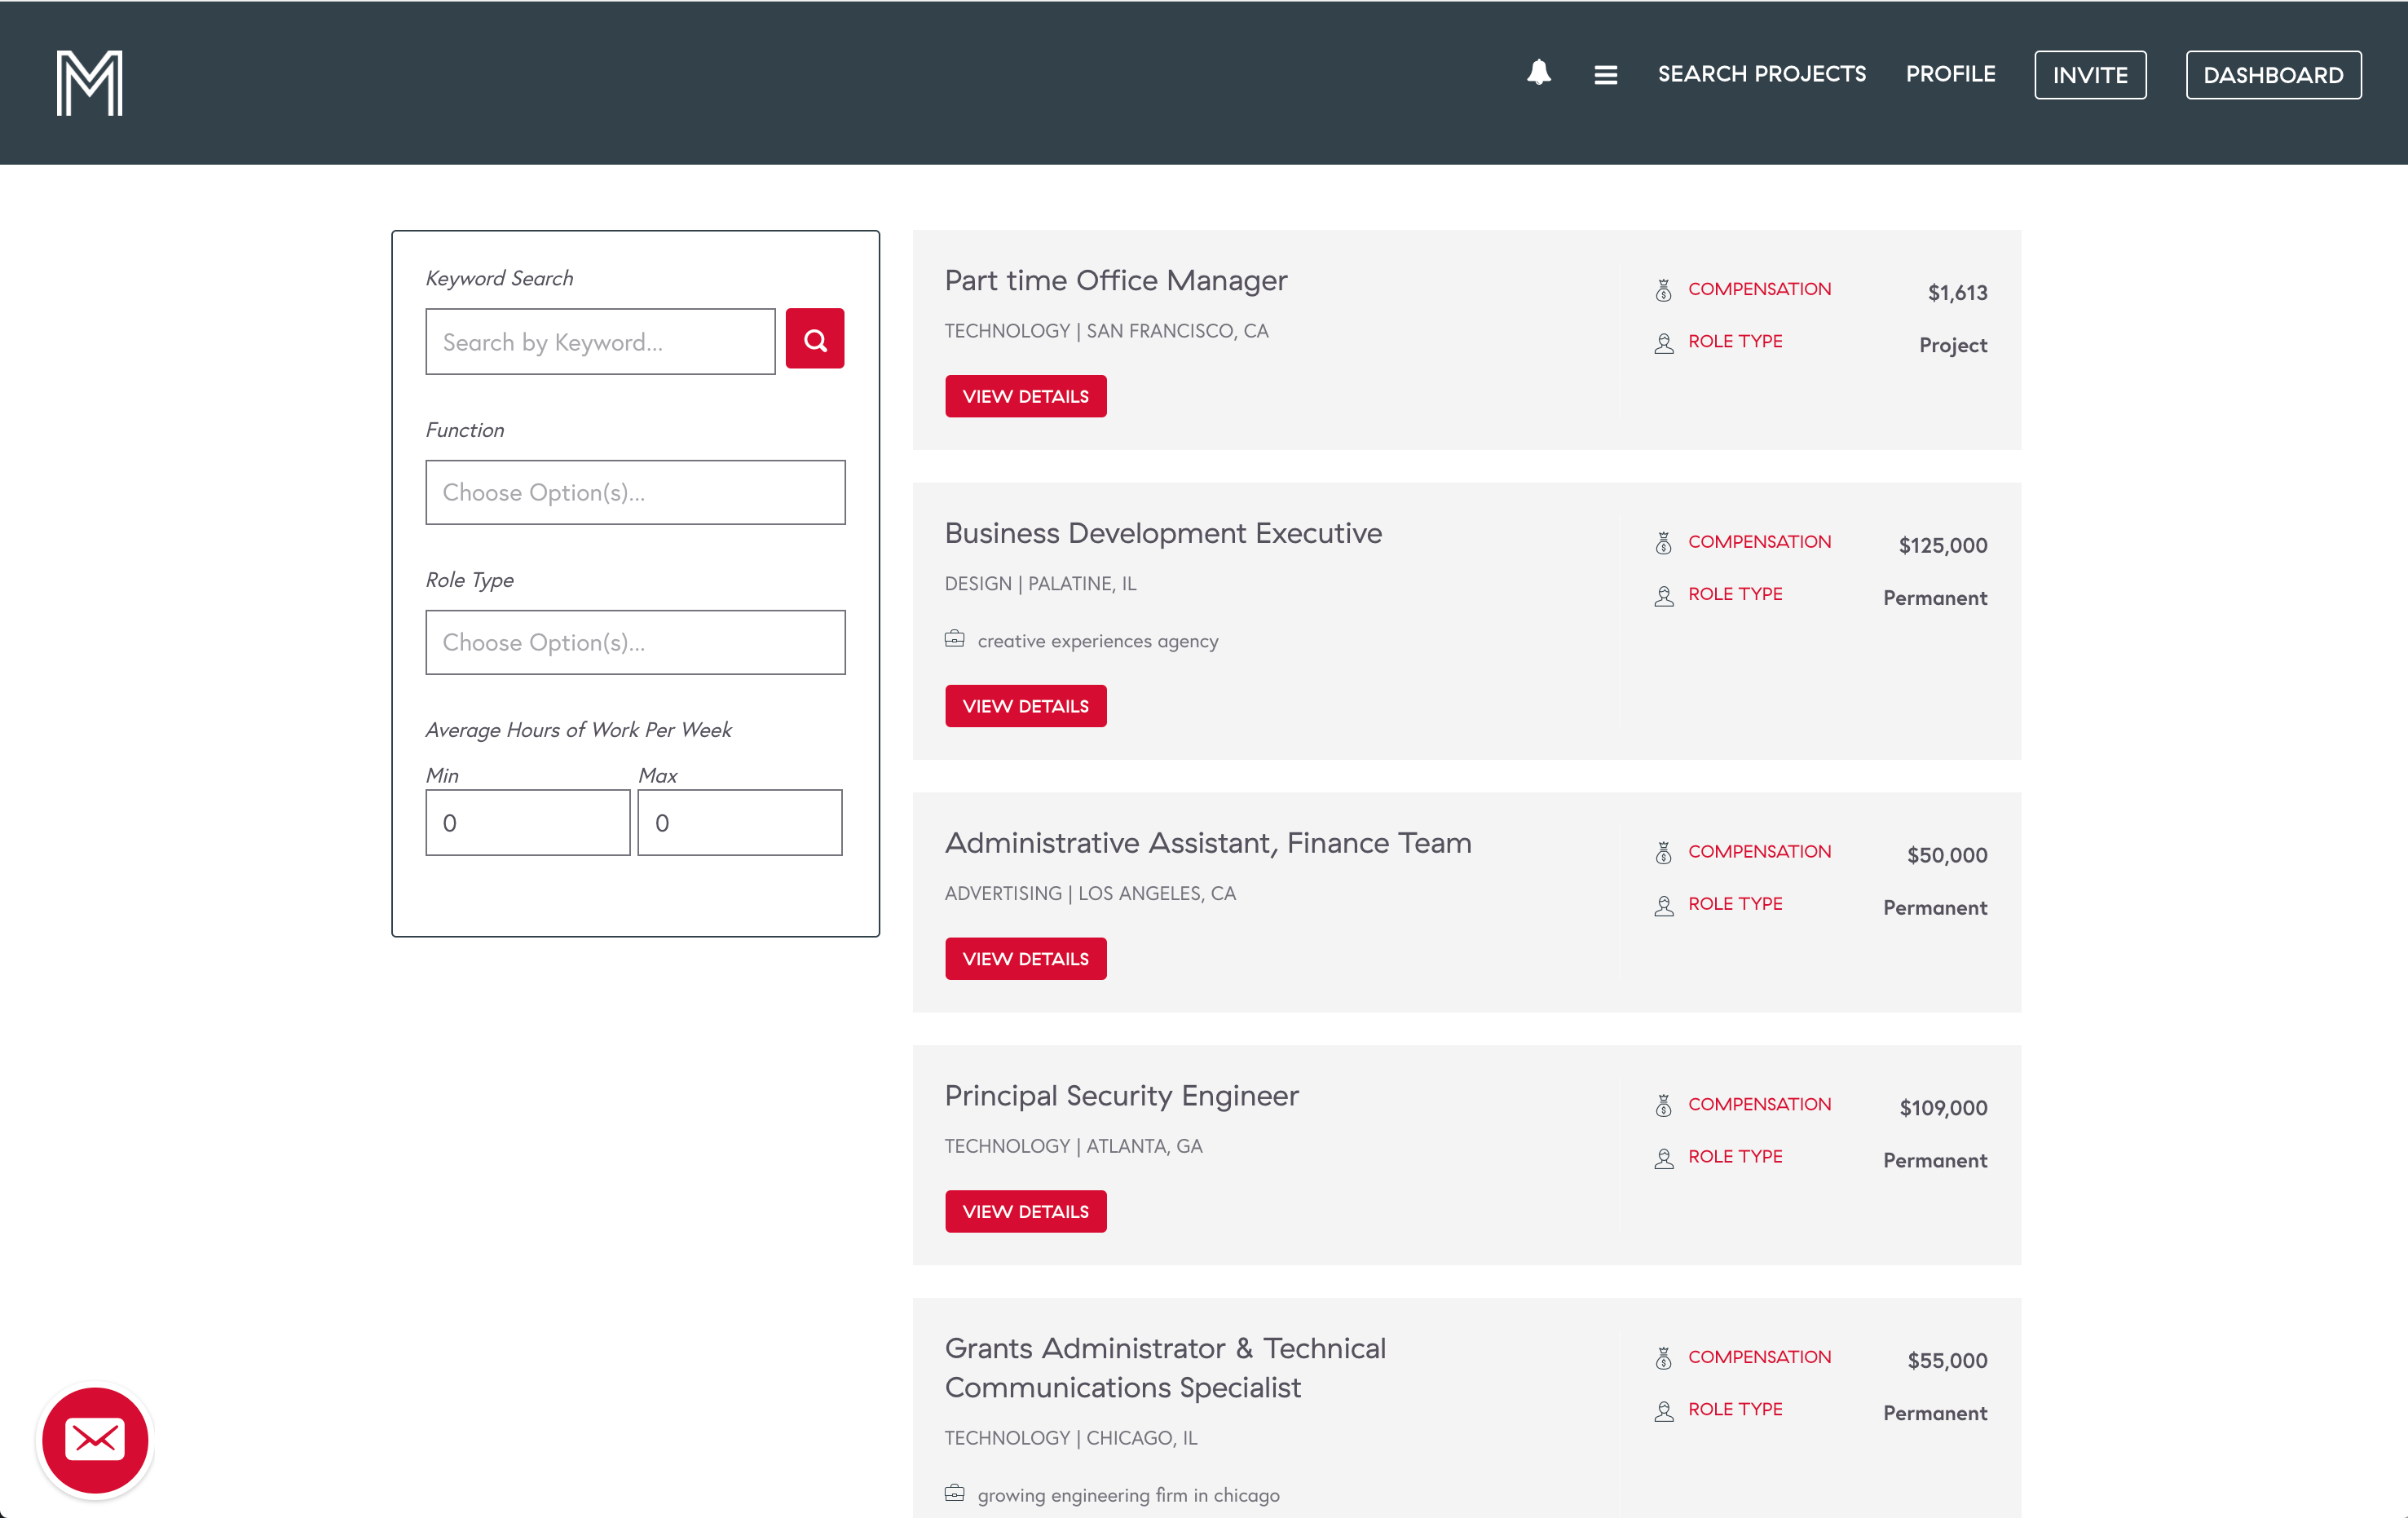 M
SEARCH PROJECTS
PROFILE
INVITE
DASHBOARD
Keyword Search
Search by Keyword...
Function
Choose Option(s)...
Role Type
Choose Option(s)...
Average Hours of Work Per Week
Min
Max
0
0
Part time Office Manager
TECHNOLOGY | SAN FRANCISCO, CA
VIEW DETAILS
COMPENSATION
$1,613
ROLE TYPE
Project
Business Development Executive
DESIGN | PALATINE, IL
creative experiences agency
VIEW DETAILS
COMPENSATION
$125,000
ROLE TYPE
Permanent
Administrative Assistant, Finance Team
ADVERTISING | LOS ANGELES, CA
VIEW DETAILS
COMPENSATION
$50,000
ROLE TYPE
Permanent
Principal Security Engineer
TECHNOLOGY | ATLANTA, GA
VIEW DETAILS
COMPENSATION
$109,000
ROLE TYPE
Permanent
Grants Administrator & Technical
Communications Specialist
TECHNOLOGY | CHICAGO, IL
growing engineering firm in chicago
COMPENSATION
$55,000
ROLE TYPE
Permanent